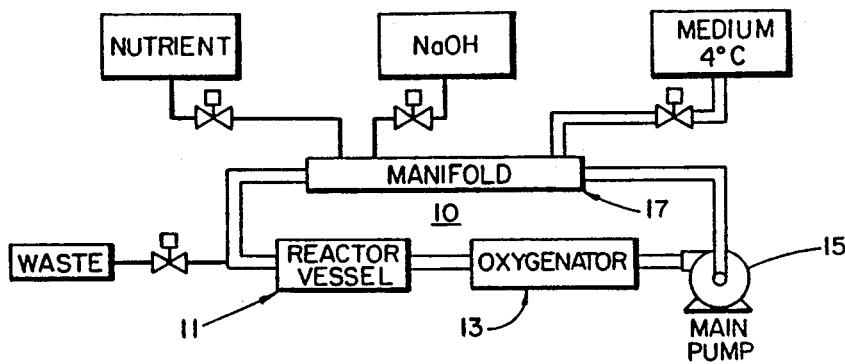 NUTRIENT
NaOH
MEDIUM
4°C
MANIFOLD
10
17
WASTE
REACTOR
VESSEL
OXYGENATOR
15
11
13
MAIN
PUMP